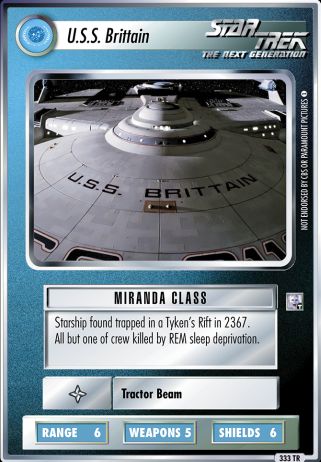 U.S.S. Brittain
STAR TREK
THE NEXT GENERATION
U.S.S. BRITTAIN
NOT ENDORSED BY CBS OR PARAMOUNT PICTURES
MIRANDA CLASS
Starship found trapped in a Tyken's Rift in 2367.
All but one of crew killed by REM sleep deprivation.
Tractor Beam
RANGE 6
WEAPONS 5
SHIELDS 6
333 TR